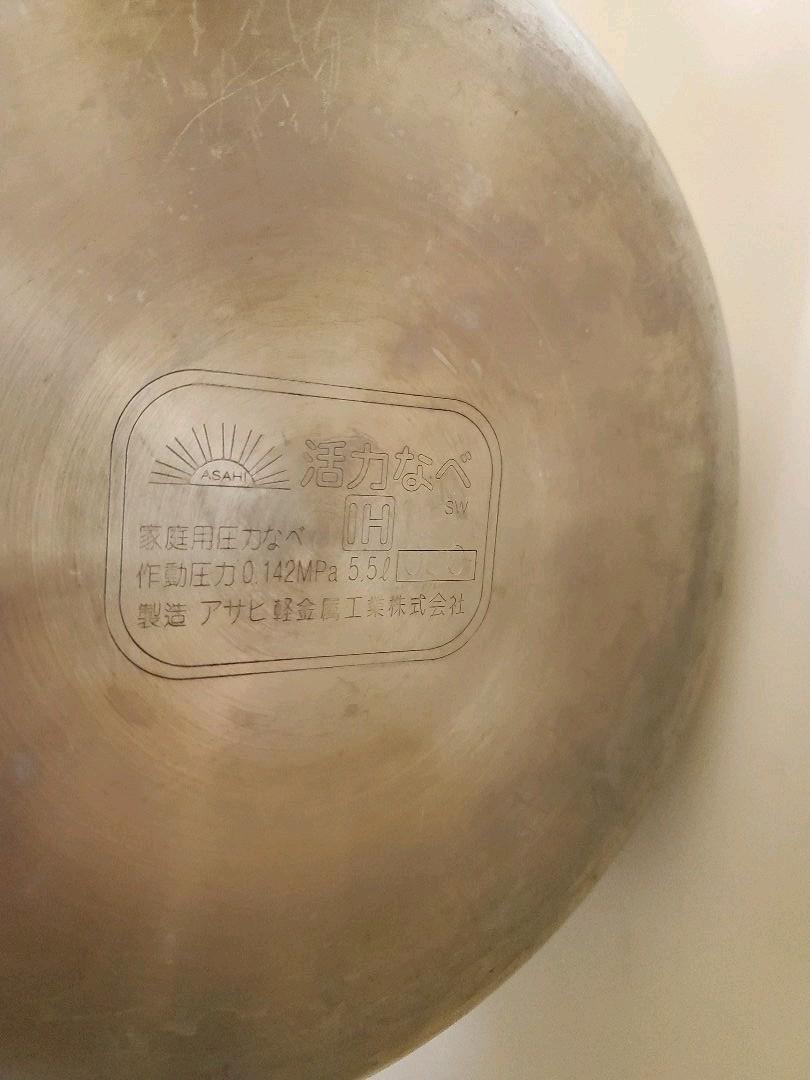 ASAHI 活力なべ
IH SW
家庭用圧力なべ
作動圧力0.142MPa 5.5ℓ
製造 アサヒ軽金属工業株式会社